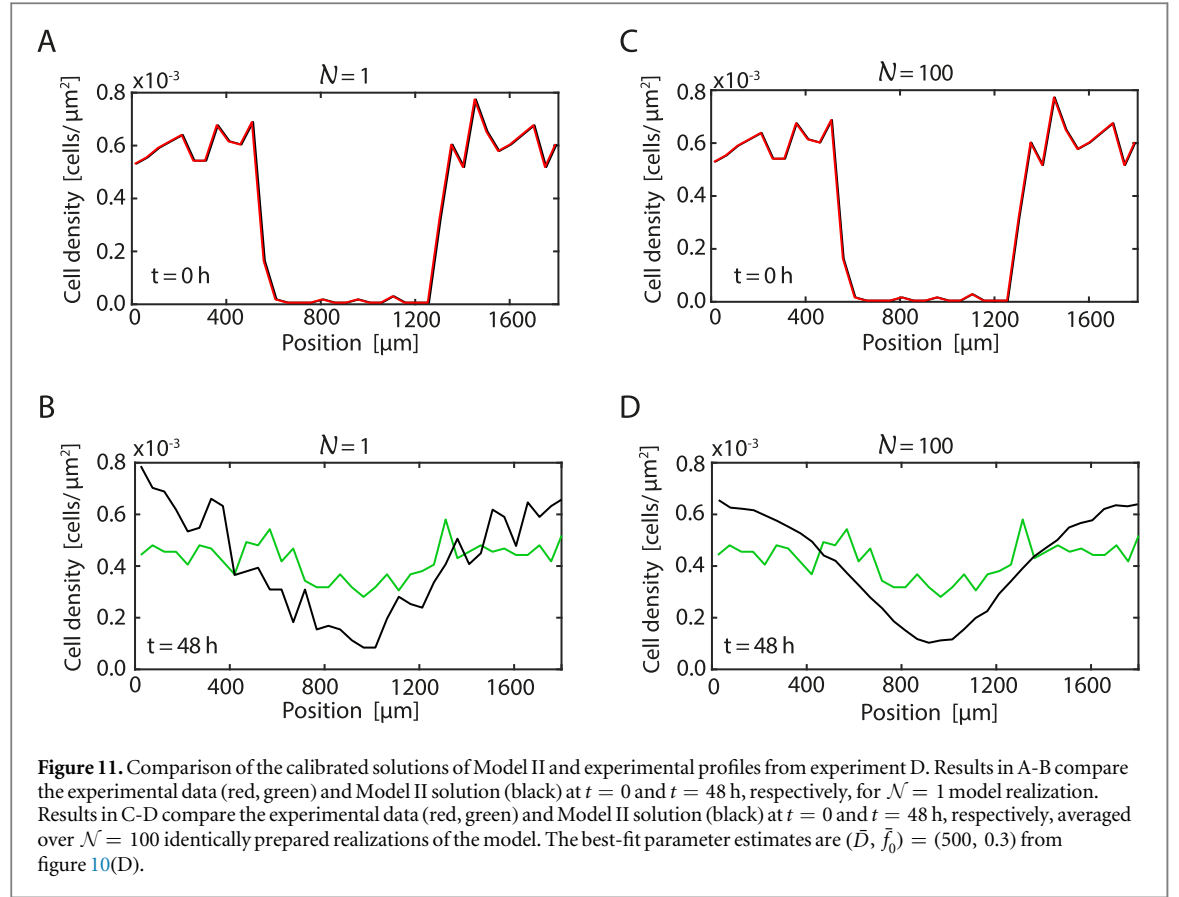 A
C
x10-3
𝒩 = 1
x10-3
𝒩 = 100
0.8
0.6
0.4
0.2
0.0
Cell density [cells/μm2]
t = 0 h
0
400
800
1200
1600
Position [μm]
0.8
0.6
0.4
0.2
0.0
Cell density [cells/μm2]
t = 0 h
0
400
800
1200
1600
Position [μm]
B
D
x10-3
𝒩 = 1
x10-3
𝒩 = 100
0.8
0.6
0.4
0.2
0.0
Cell density [cells/μm2]
t = 48 h
0
400
800
1200
1600
Position [μm]
0.8
0.6
0.4
0.2
0.0
Cell density [cells/μm2]
t = 48 h
0
400
800
1200
1600
Position [μm]
Figure 11. Comparison of the calibrated solutions of Model II and experimental profiles from experiment D. Results in A-B compare
the experimental data (red, green) and Model II solution (black) at t = 0 and t = 48 h, respectively, for 𝒩 = 1 model realization.
Results in C-D compare the experimental data (red, green) and Model II solution (black) at t = 0 and t = 48 h, respectively, averaged
over 𝒩 = 100 identically prepared realizations of the model. The best-fit parameter estimates are (D̄, f̄0) = (500, 0.3) from
figure 10(D).